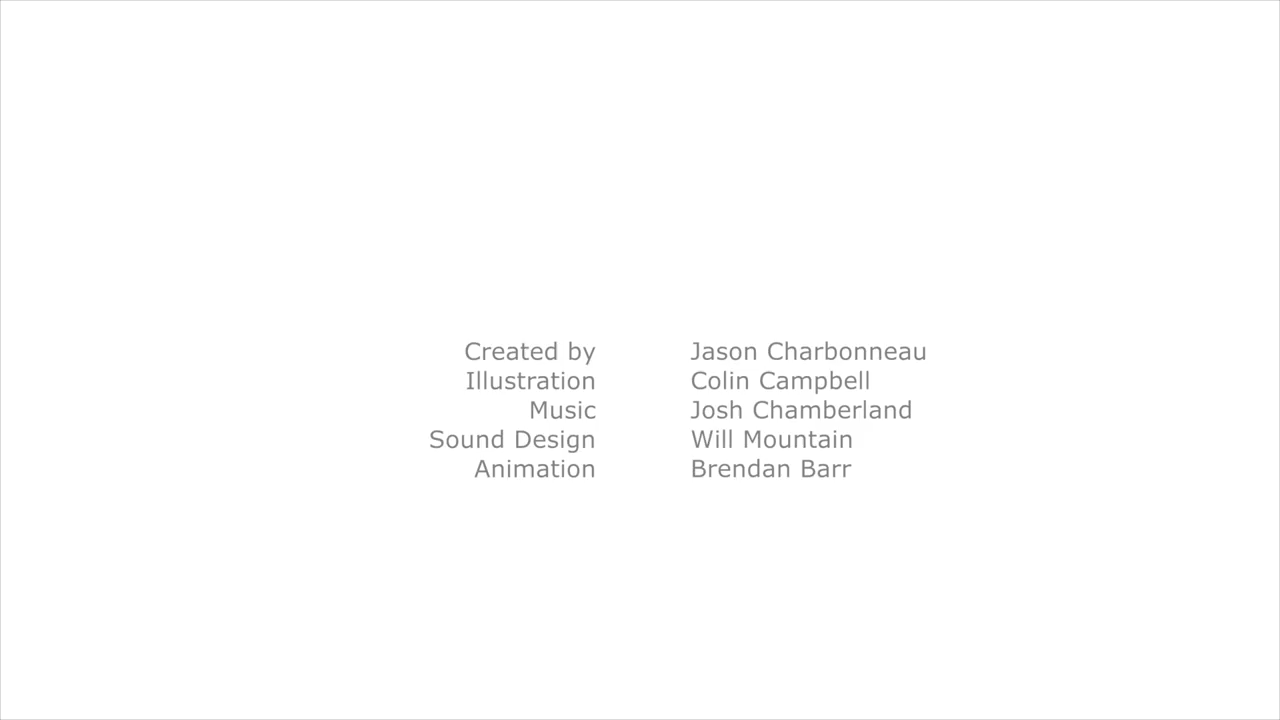 Created by Jason Charbonneau
Illustration Colin Campbell
Music Josh Chamberland
Sound Design Will Mountain
Animation Brendan Barr